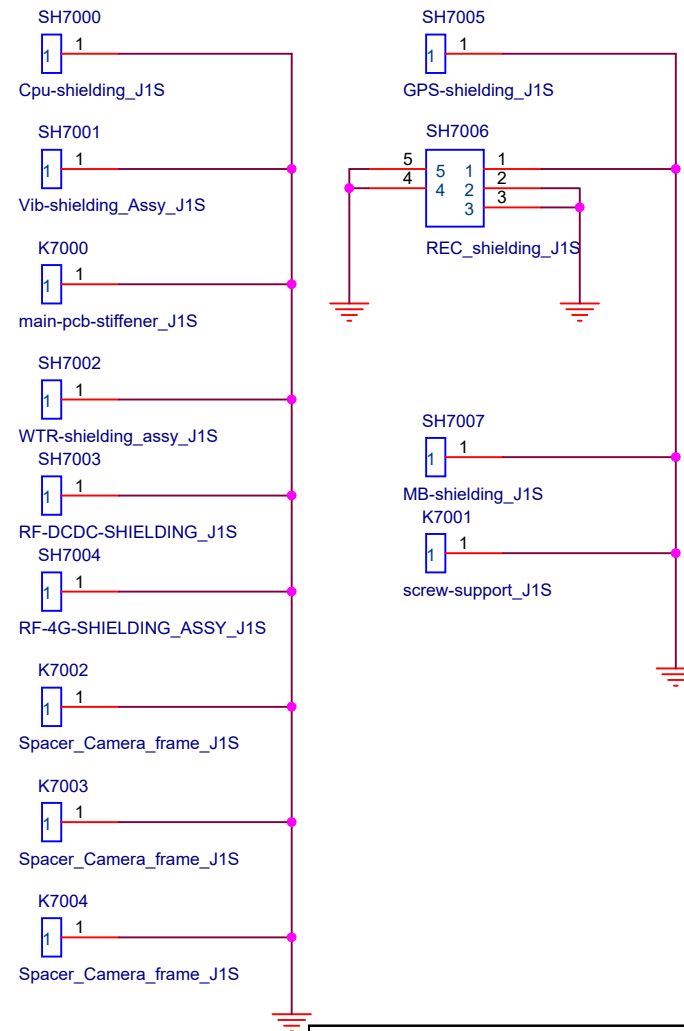 SH7000
1 1
Cpu-shielding_J1S
SH7001
1 1
Vib-shielding_Assy_J1S
K7000
1 1
main-pcb-stiffener_J1S
SH7002
1 1
WTR-shielding_assy_J1S
SH7003
1 1
RF-DCDC-SHIELDING_J1S
SH7004
1 1
RF-4G-SHIELDING_ASSY_J1S
K7002
1 1
Spacer_Camera_frame_J1S
K7003
1 1
Spacer_Camera_frame_J1S
K7004
1 1
Spacer_Camera_frame_J1S
SH7005
1 1
GPS-shielding_J1S
SH7006
5 5 1 1
4 4 2 2
3 3
REC_shielding_J1S
SH7007
1 1
MB-shielding_J1S
K7001
1 1
screw-support_J1S